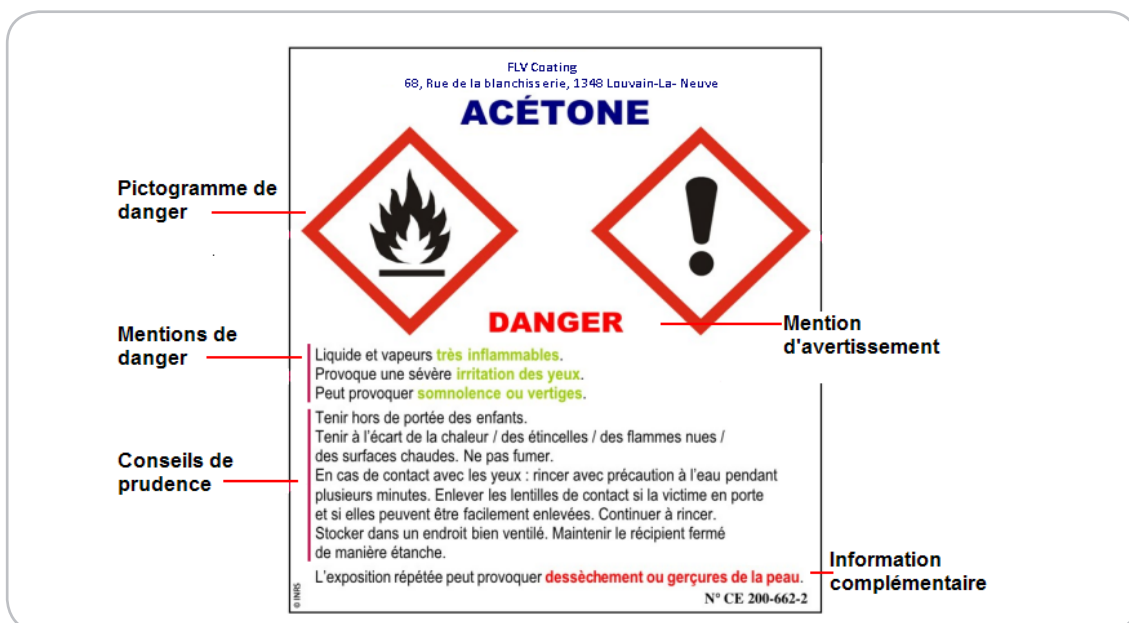 FLV Coating
68, Rue de la blanchisserie, 1348 Louvain-La- Neuve
ACÉTONE
Pictogramme de
danger
DANGER
Mention
d'avertissement
Mentions de
danger
Liquide et vapeurs très inflammables.
Provoque une sévère irritation des yeux.
Peut provoquer somnolence ou vertiges.
Conseils de
prudence
Tenir hors de portée des enfants.
Tenir à l'écart de la chaleur / des étincelles / des flammes nues /
des surfaces chaudes. Ne pas fumer.
En cas de contact avec les yeux : rincer avec précaution à l'eau pendant
plusieurs minutes. Enlever les lentilles de contact si la victime en porte
et si elles peuvent être facilement enlevées. Continuer à rincer.
Stocker dans un endroit bien ventilé. Maintenir le récipient fermé
de manière étanche.
Information
complémentaire
L'exposition répétée peut provoquer dessèchement ou gerçures de la peau.
N° CE 200-662-2
© INRS